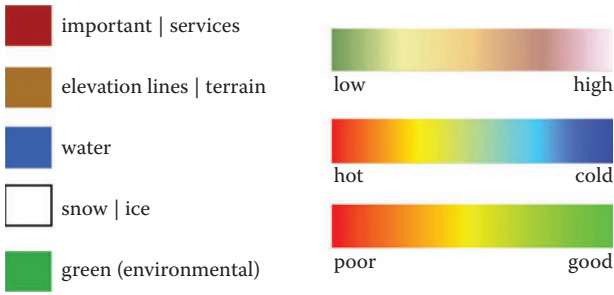 important | services
elevation lines | terrain
water
snow | ice
green (environmental)
low high
hot cold
poor good